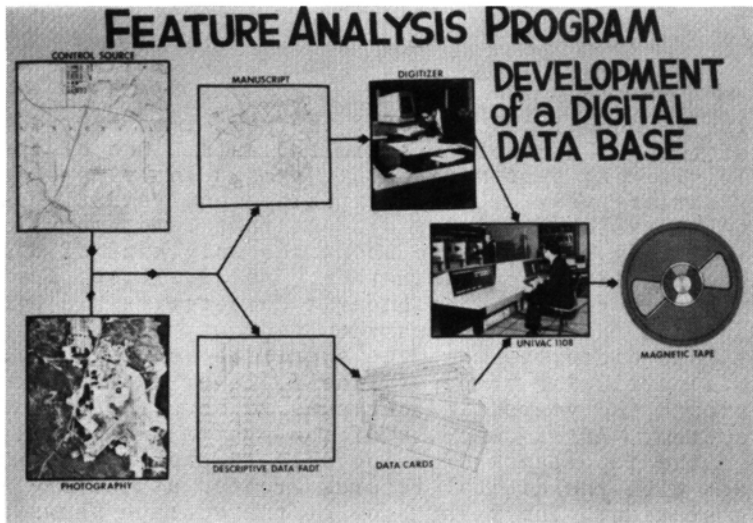 FEATURE ANALYSIS PROGRAM
DEVELOPMENT
of a DIGITAL
DATA BASE
CONTROL SOURCE
MANUSCRIPT
DIGITIZER
UNIVAC 1108
MAGNETIC TAPE
PHOTOGRAPHY
DESCRIPTIVE DATA FADT
DATA CARDS